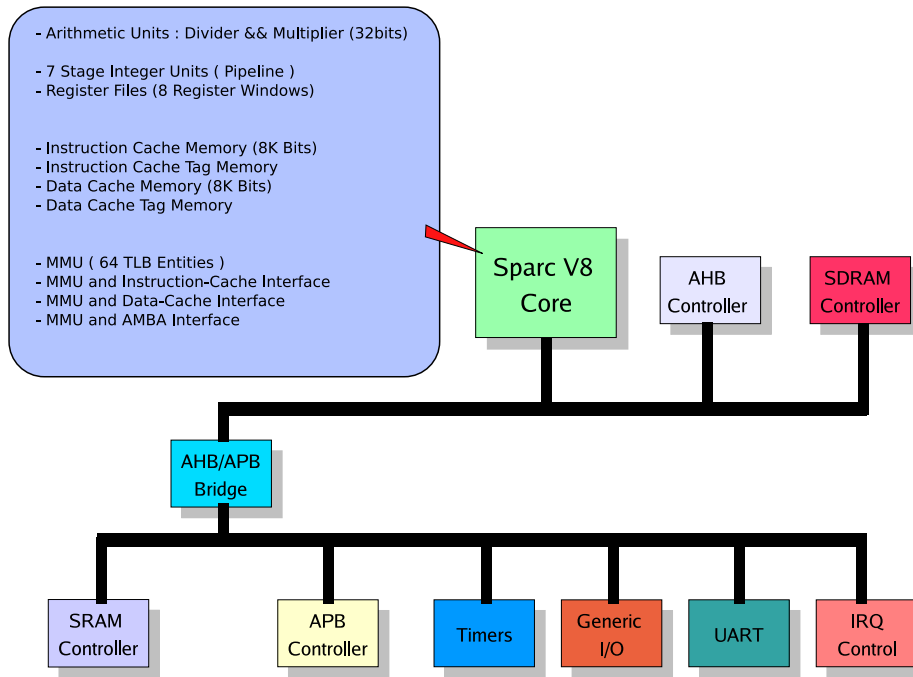 - Arithmetic Units : Divider && Multiplier (32bits)
- 7 Stage Integer Units ( Pipeline )
- Register Files (8 Register Windows)
- Instruction Cache Memory (8K Bits)
- Instruction Cache Tag Memory
- Data Cache Memory (8K Bits)
- Data Cache Tag Memory
- MMU ( 64 TLB Entities )
- MMU and Instruction-Cache Interface
- MMU and Data-Cache Interface
- MMU and AMBA Interface
Sparc V8
Core
AHB
Controller
SDRAM
Controller
AHB/APB
Bridge
SRAM
Controller
APB
Controller
Timers
Generic
I/O
UART
IRQ
Control